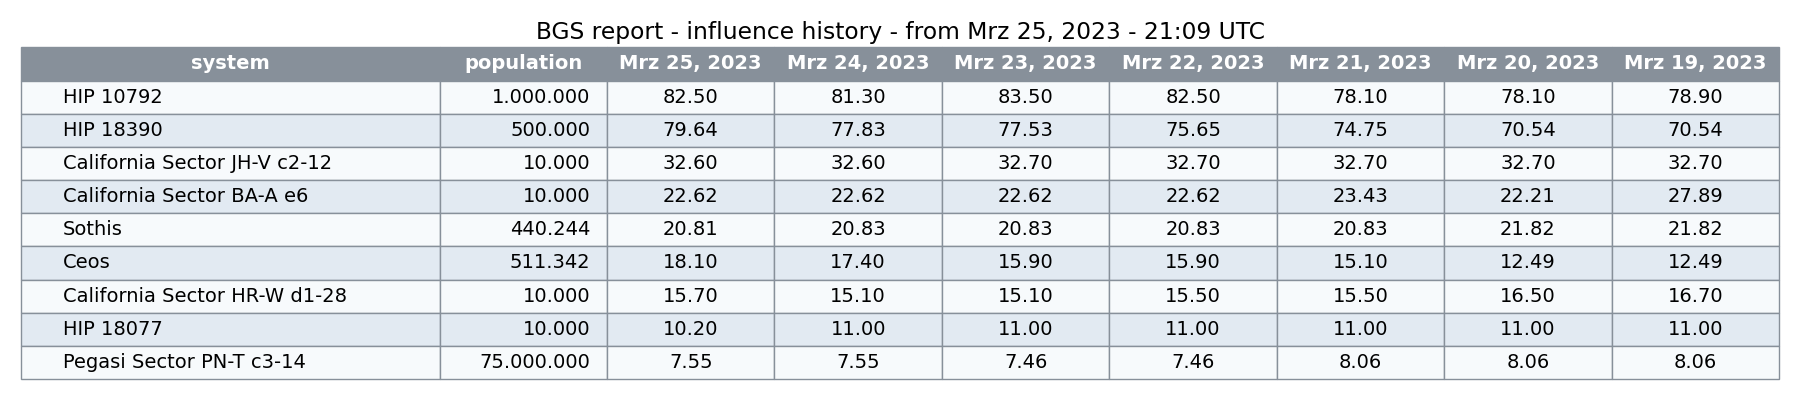 BGS report - influence history - from Mrz 25, 2023 - 21:09 UTC
system population Mrz 25, 2023 Mrz 24, 2023 Mrz 23, 2023 Mrz 22, 2023 Mrz 21, 2023 Mrz 20, 2023 Mrz 19, 2023
HIP 10792 1.000.000 82.50 81.30 83.50 82.50 78.10 78.10 78.90
HIP 18390 500.000 79.64 77.83 77.53 75.65 74.75 70.54 70.54
California Sector JH-V c2-12 10.000 32.60 32.60 32.70 32.70 32.70 32.70 32.70
California Sector BA-A e6 10.000 22.62 22.62 22.62 22.62 23.43 22.21 27.89
Sothis 440.244 20.81 20.83 20.83 20.83 20.83 21.82 21.82
Ceos 511.342 18.10 17.40 15.90 15.90 15.10 12.49 12.49
California Sector HR-W d1-28 10.000 15.70 15.10 15.10 15.50 15.50 16.50 16.70
HIP 18077 10.000 10.20 11.00 11.00 11.00 11.00 11.00 11.00
Pegasi Sector PN-T c3-14 75.000.000 7.55 7.55 7.46 7.46 8.06 8.06 8.06